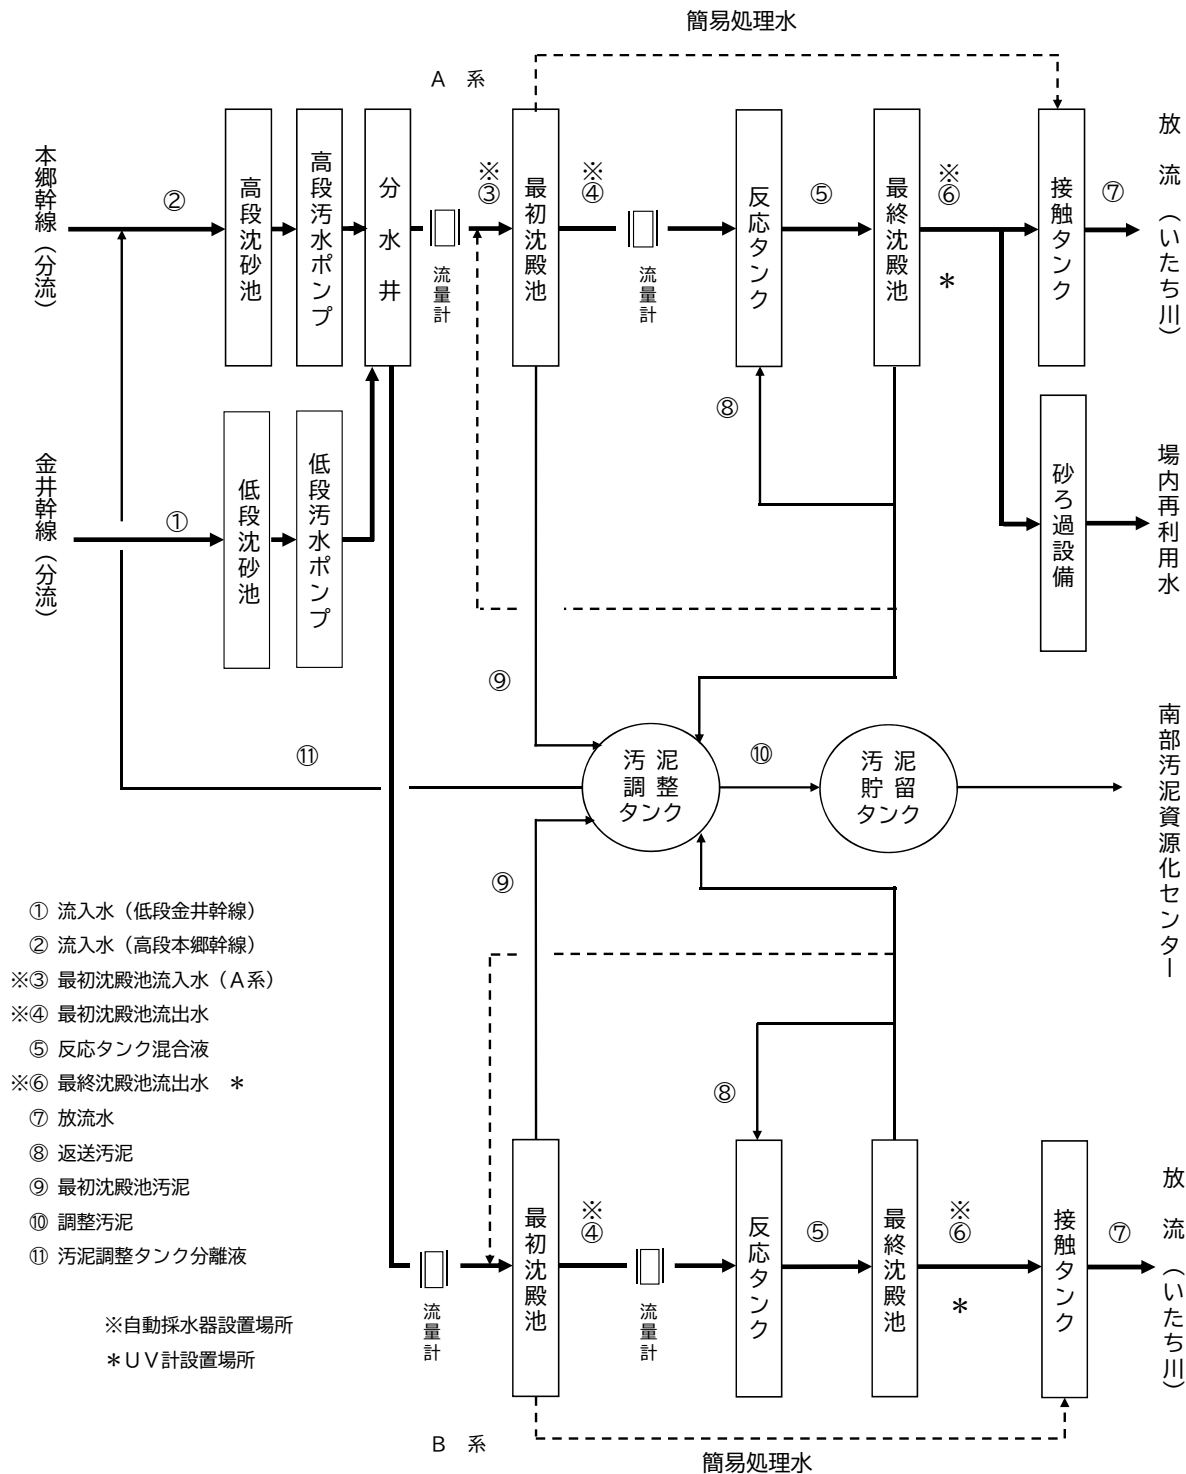 簡易処理水
A 系
本郷幹線（分流）
②
高段沈砂池
高段汚水ポンプ
分水井
流量計
※
③
最初沈殿池
※
④
流量計
反応タンク
⑤
最終沈殿池
※
⑥
＊
接触タンク
⑦
放流（いたち川）
金井幹線（分流）
①
低段沈砂池
低段汚水ポンプ
⑧
砂ろ過設備
場内再利用水
⑨
⑪
汚泥
調整
タンク
⑩
汚泥
貯留
タンク
南部汚泥資源化センター
⑨
① 流入水（低段金井幹線）
② 流入水（高段本郷幹線）
※③ 最初沈殿池流入水（A系）
※④ 最初沈殿池流出水
⑤ 反応タンク混合液
※⑥ 最終沈殿池流出水 ＊
⑦ 放流水
⑧ 返送汚泥
⑨ 最初沈殿池汚泥
⑩ 調整汚泥
⑪ 汚泥調整タンク分離液
※自動採水器設置場所
＊UV計設置場所
⑧
流量計
最初沈殿池
※
④
流量計
反応タンク
⑤
最終沈殿池
※
⑥
＊
接触タンク
⑦
放流（いたち川）
B 系
簡易処理水